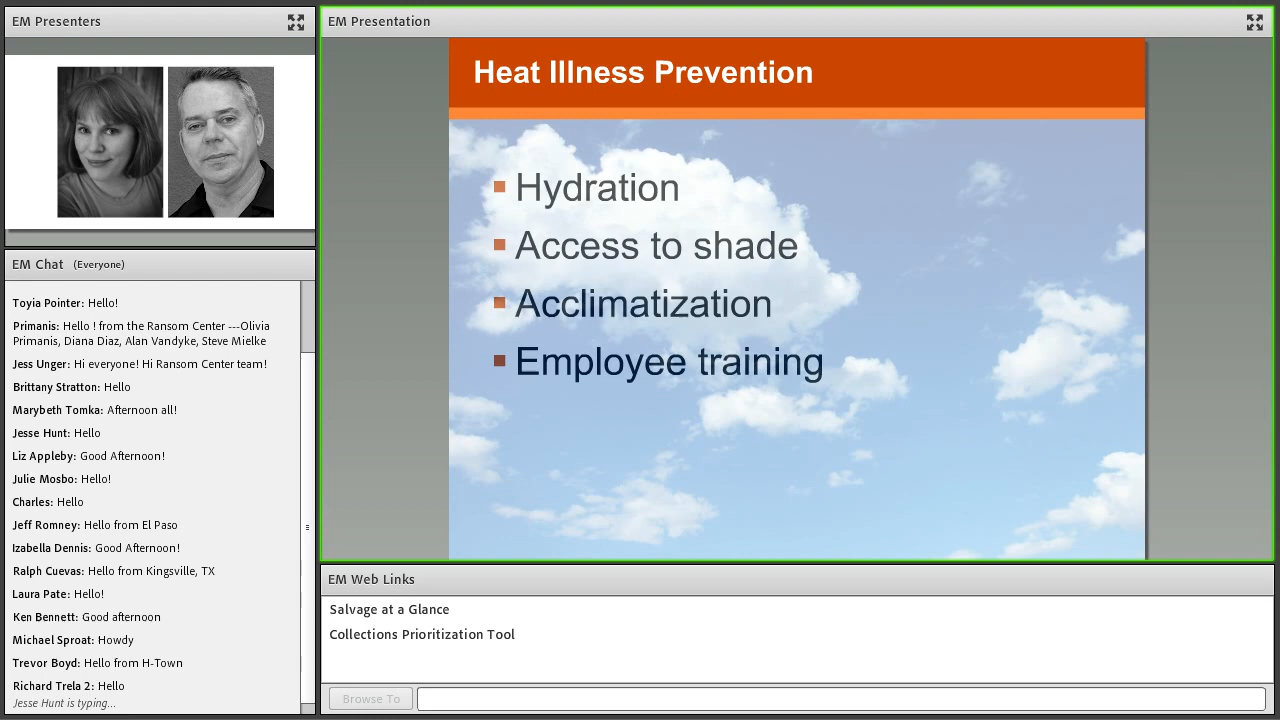 EM Presenters
EM Chat (Everyone)
Toyia Pointer: Hello!
Primanis: Hello ! from the Ransom Center ---Olivia
Primanis, Diana Diaz, Alan Vandyke, Steve Mielke
Jess Unger: Hi everyone! Hi Ransom Center team!
Brittany Stratton: Hello
Marybeth Tomka: Afternoon all!
Jesse Hunt: Hello
Liz Appleby: Good Afternoon!
Julie Mosbo: Hello!
Charles: Hello
Jeff Romney: Hello from El Paso
Izabella Dennis: Good Afternoon!
Ralph Cuevas: Hello from Kingsville, TX
Laura Pate: Hello!
Ken Bennett: Good afternoon
Michael Sproat: Howdy
Trevor Boyd: Hello from H-Town
Richard Trela 2: Hello
Jesse Hunt is typing...
EM Presentation
Heat Illness Prevention
Hydration
Access to shade
Acclimatization
Employee training
EM Web Links
Salvage at a Glance
Collections Prioritization Tool
Browse To